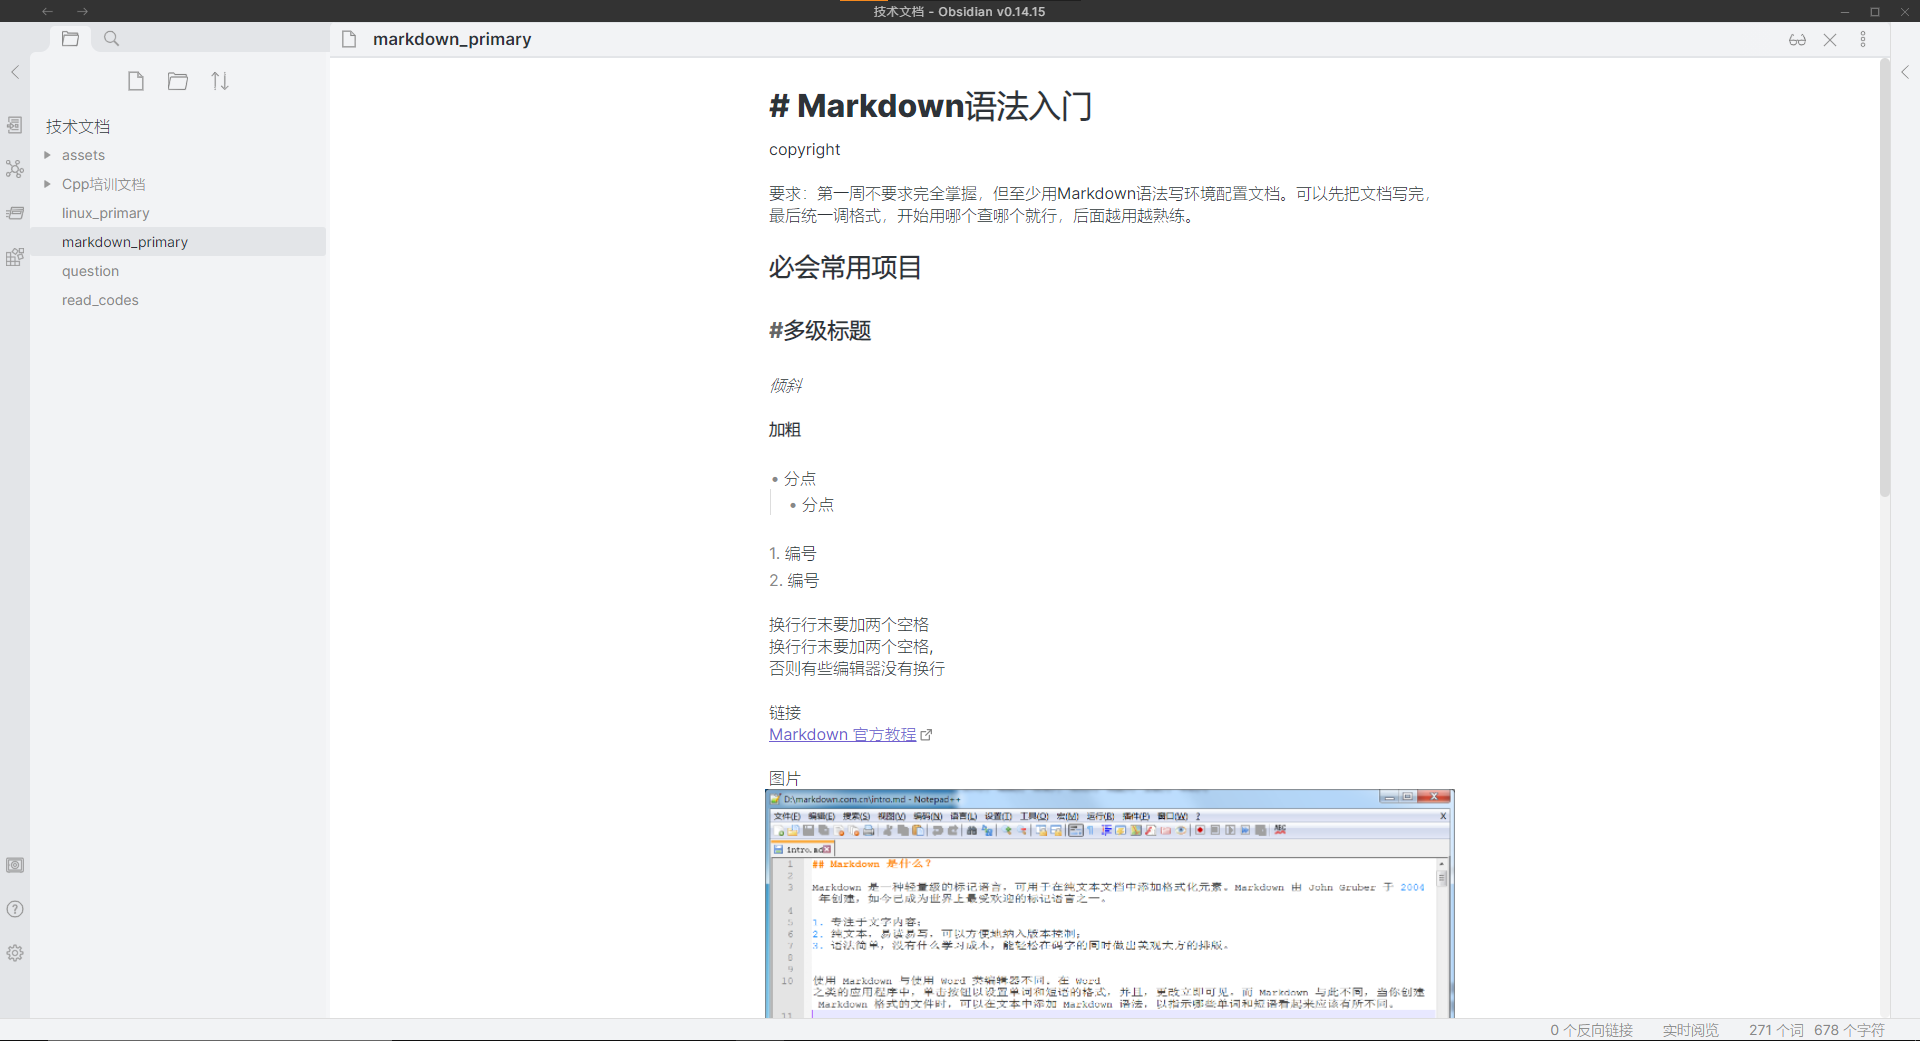 技术文档 - Obsidian v0.14.15
markdown_primary
技术文档
assets
Cpp培训文档
linux_primary
markdown_primary
question
read_codes
# Markdown语法入门
copyright
要求：第一周不要求完全掌握，但至少用Markdown语法写环境配置文档。可以先把文档写完，
最后统一调格式，开始用哪个查哪个就行，后面越用越熟练。
必会常用项目
#多级标题
倾斜
加粗
• 分点
• 分点
1. 编号
2. 编号
换行行末要加两个空格
换行行末要加两个空格,
否则有些编辑器没有换行
链接
Markdown 官方教程
图片
D:\markdown.com.cn\intro.md - Notepad++
文件(F) 编辑(E) 搜索(S) 视图(V) 编码(N) 语言(L) 设置(T) 工具(O) 宏(M) 运行(R) 插件(P) 窗口(W) ? X
intro.md
1 ## Markdown 是什么？
2
3 Markdown 是一种轻量级的标记语言，可用于在纯文本文档中添加格式化元素。Markdown 由 John Gruber 于 2004
年创建，如今已成为世界上最受欢迎的标记语言之一。
4
5 1. 专注于文字内容；
6 2. 纯文本，易读易写，可以方便地纳入版本控制；
7 3. 语法简单，没有什么学习成本，能轻松在码字的同时做出美观大方的排版。
8
9
10 使用 Markdown 与使用 Word 类编辑器不同。在 Word
之类的应用程序中，单击按钮以设置单词和短语的格式，并且，更改立即可见。而 Markdown 与此不同，当你创建
Markdown 格式的文件时，可以在文本中添加 Markdown 语法，以指示哪些单词和短语看起来应该有所不同。
11
0 个反向链接 实时阅览 271 个词 678 个字符